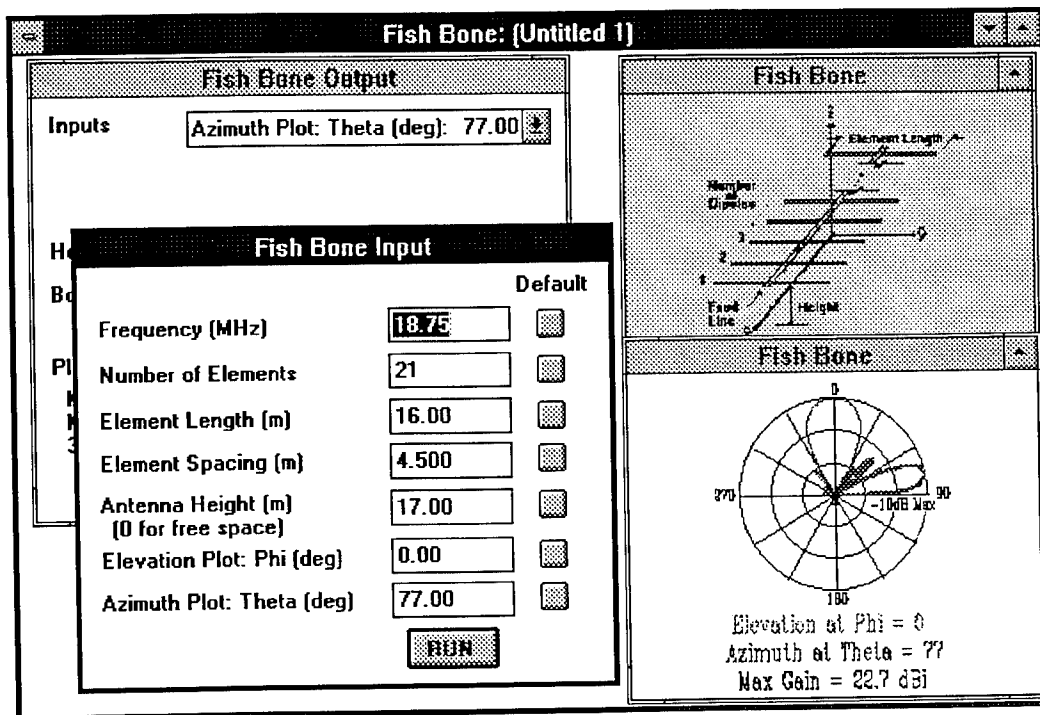 Fish Bone: (Untitled 1)
Fish Bone Output
Inputs
Azimuth Plot: Theta (deg): 77.00
Fish Bone Input
Default
Frequency (MHz)
18.75
Number of Elements
21
Element Length (m)
16.00
Element Spacing (m)
4.500
Antenna Height (m)
(0 for free space)
17.00
Elevation Plot: Phi (deg)
0.00
Azimuth Plot: Theta (deg)
77.00
RUN
Fish Bone
Z
Element Length
Number
of
Dipoles
3
2
1
Feed
Line
Height
Fish Bone
0
270
90
-10dB Max
180
Elevation at Phi = 0
Azimuth at Theta = 77
Max Gain = 22.7 dBi